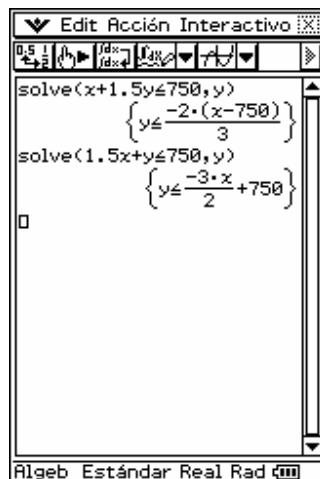 Edit Acción Interactivo
solve(x+1.5y≤750,y)
{y≤(-2·(x-750))/3}
solve(1.5x+y≤750,y)
{y≤(-3·x)/2+750}
Algeb Estándar Real Rad